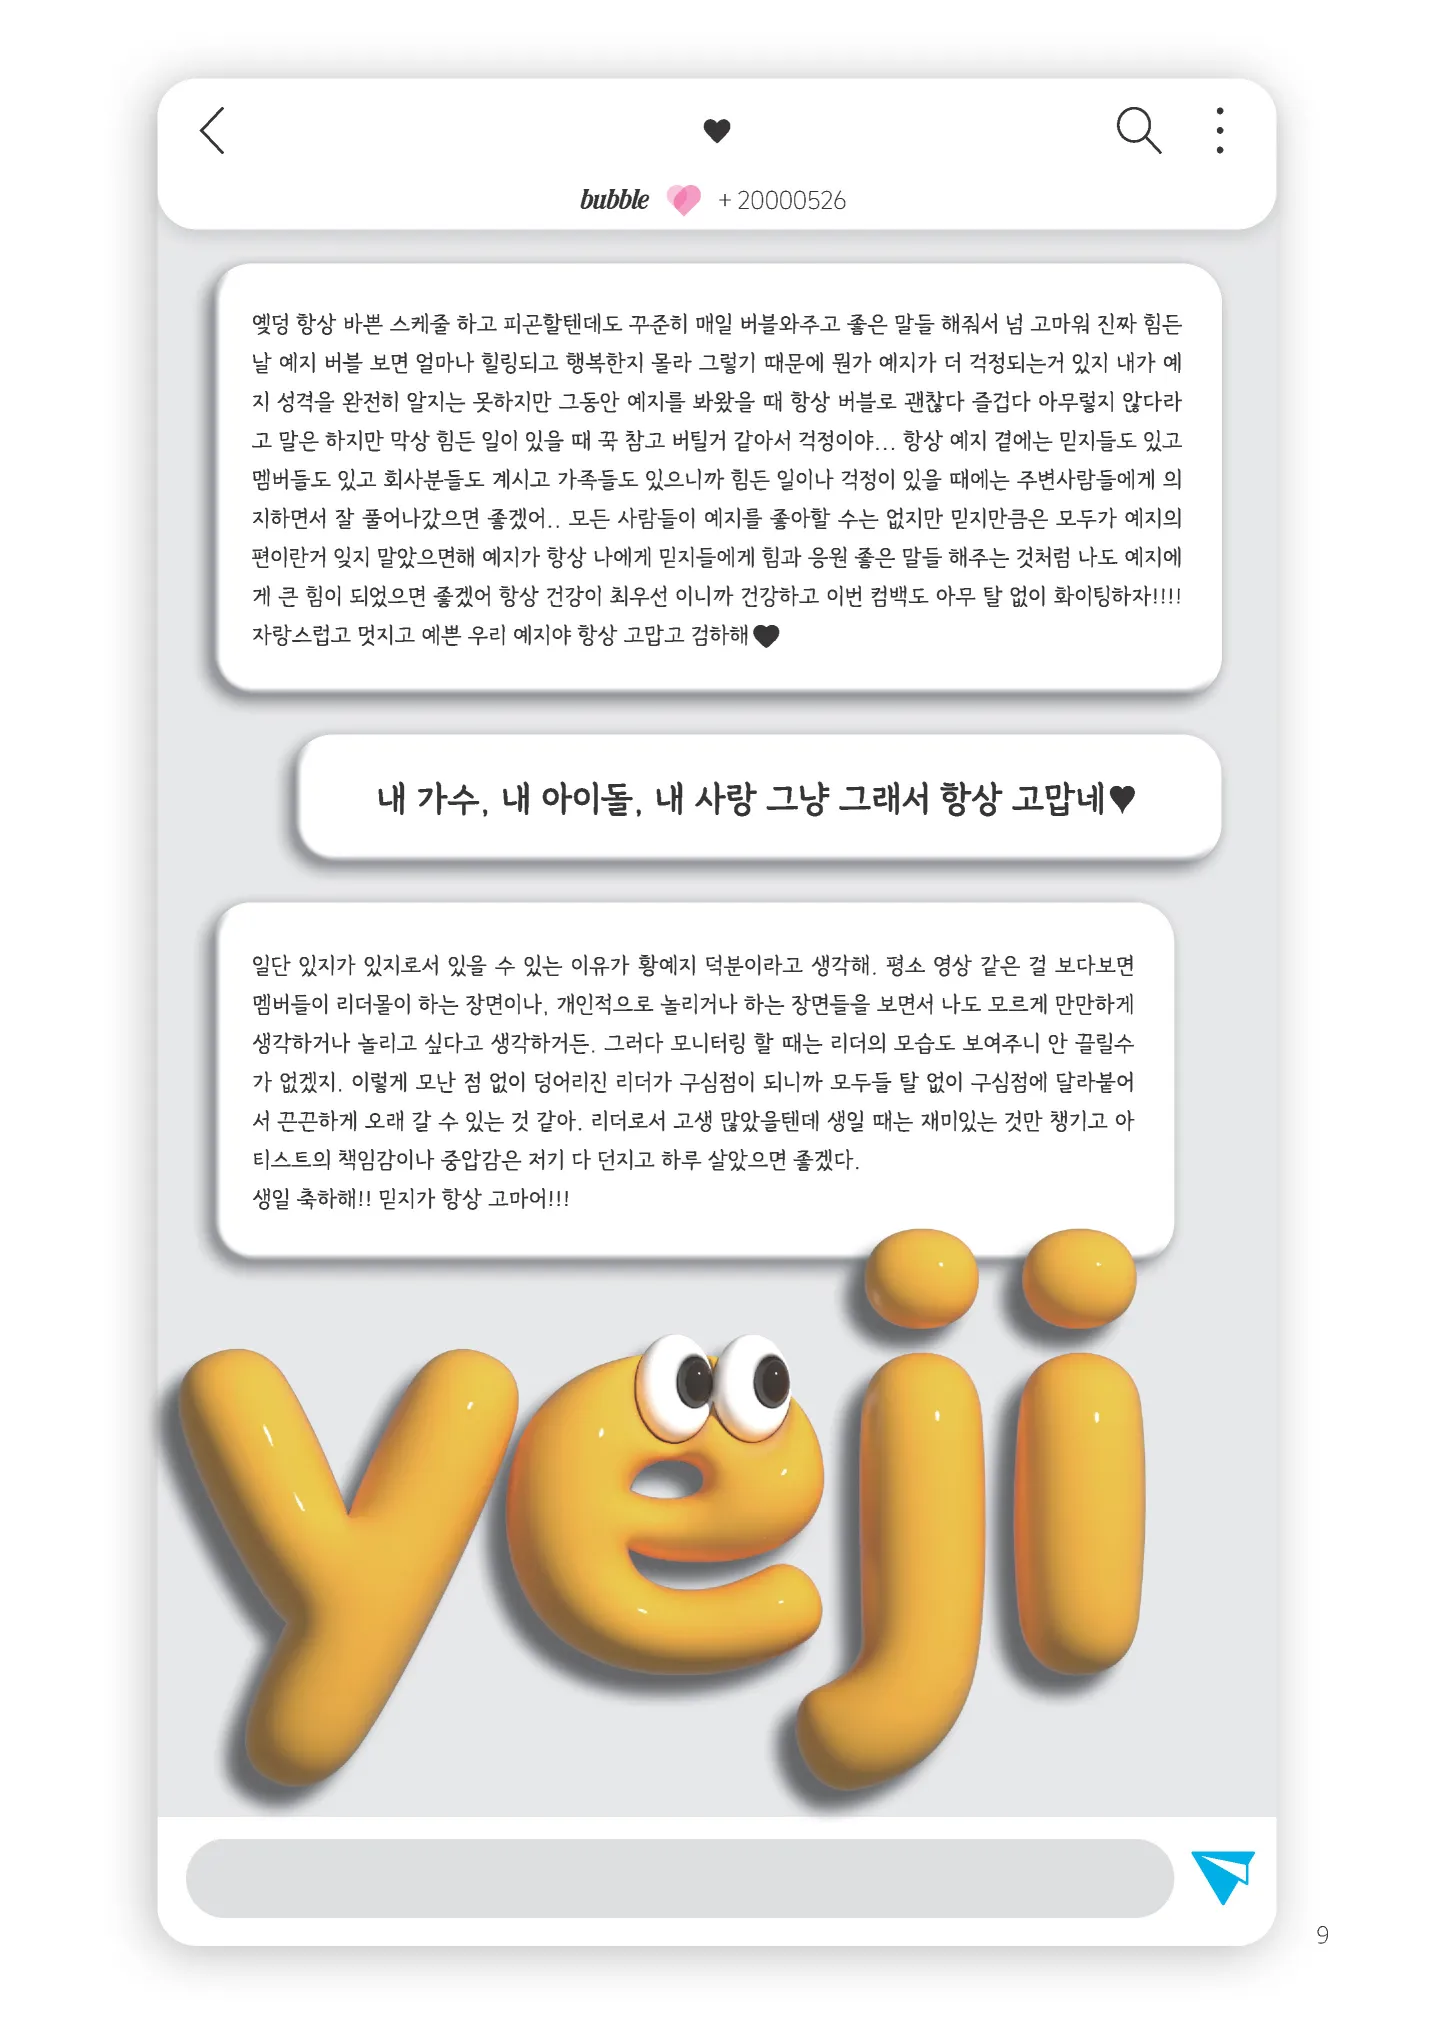 ♥
bubble + 20000526
옞덩 항상 바쁜 스케줄 하고 피곤할텐데도 꾸준히 매일 버블와주고 좋은 말들 해줘서 넘 고마워 진짜 힘든
날 예지 버블 보면 얼마나 힐링되고 행복한지 몰라 그렇기 때문에 뭔가 예지가 더 걱정되는거 있지 내가 예
지 성격을 완전히 알지는 못하지만 그동안 예지를 봐왔을 때 항상 버블로 괜찮다 즐겁다 아무렇지 않다라
고 말은 하지만 막상 힘든 일이 있을 때 꾹 참고 버틸거 같아서 걱정이야... 항상 예지 곁에는 믿지들도 있고
멤버들도 있고 회사분들도 계시고 가족들도 있으니까 힘든 일이나 걱정이 있을 때에는 주변사람들에게 의
지하면서 잘 풀어나갔으면 좋겠어.. 모든 사람들이 예지를 좋아할 수는 없지만 믿지만큼은 모두가 예지의
편이란거 잊지 말았으면해 예지가 항상 나에게 믿지들에게 힘과 응원 좋은 말들 해주는 것처럼 나도 예지에
게 큰 힘이 되었으면 좋겠어 항상 건강이 최우선 이니까 건강하고 이번 컴백도 아무 탈 없이 화이팅하자!!!!
자랑스럽고 멋지고 예쁜 우리 예지야 항상 고맙고 겁하해♥
내 가수, 내 아이돌, 내 사랑 그냥 그래서 항상 고맙네♥
일단 있지가 있지로서 있을 수 있는 이유가 황예지 덕분이라고 생각해. 평소 영상 같은 걸 보다보면
멤버들이 리더몰이 하는 장면이나, 개인적으로 놀리거나 하는 장면들을 보면서 나도 모르게 만만하게
생각하거나 놀리고 싶다고 생각하거든. 그러다 모니터링 할 때는 리더의 모습도 보여주니 안 끌릴수
가 없겠지. 이렇게 모난 점 없이 덩어리진 리더가 구심점이 되니까 모두들 탈 없이 구심점에 달라붙어
서 끈끈하게 오래 갈 수 있는 것 같아. 리더로서 고생 많았을텐데 생일 때는 재미있는 것만 챙기고 아
티스트의 책임감이나 중압감은 저기 다 던지고 하루 살았으면 좋겠다.
생일 축하해!! 믿지가 항상 고마어!!!
yeji
9